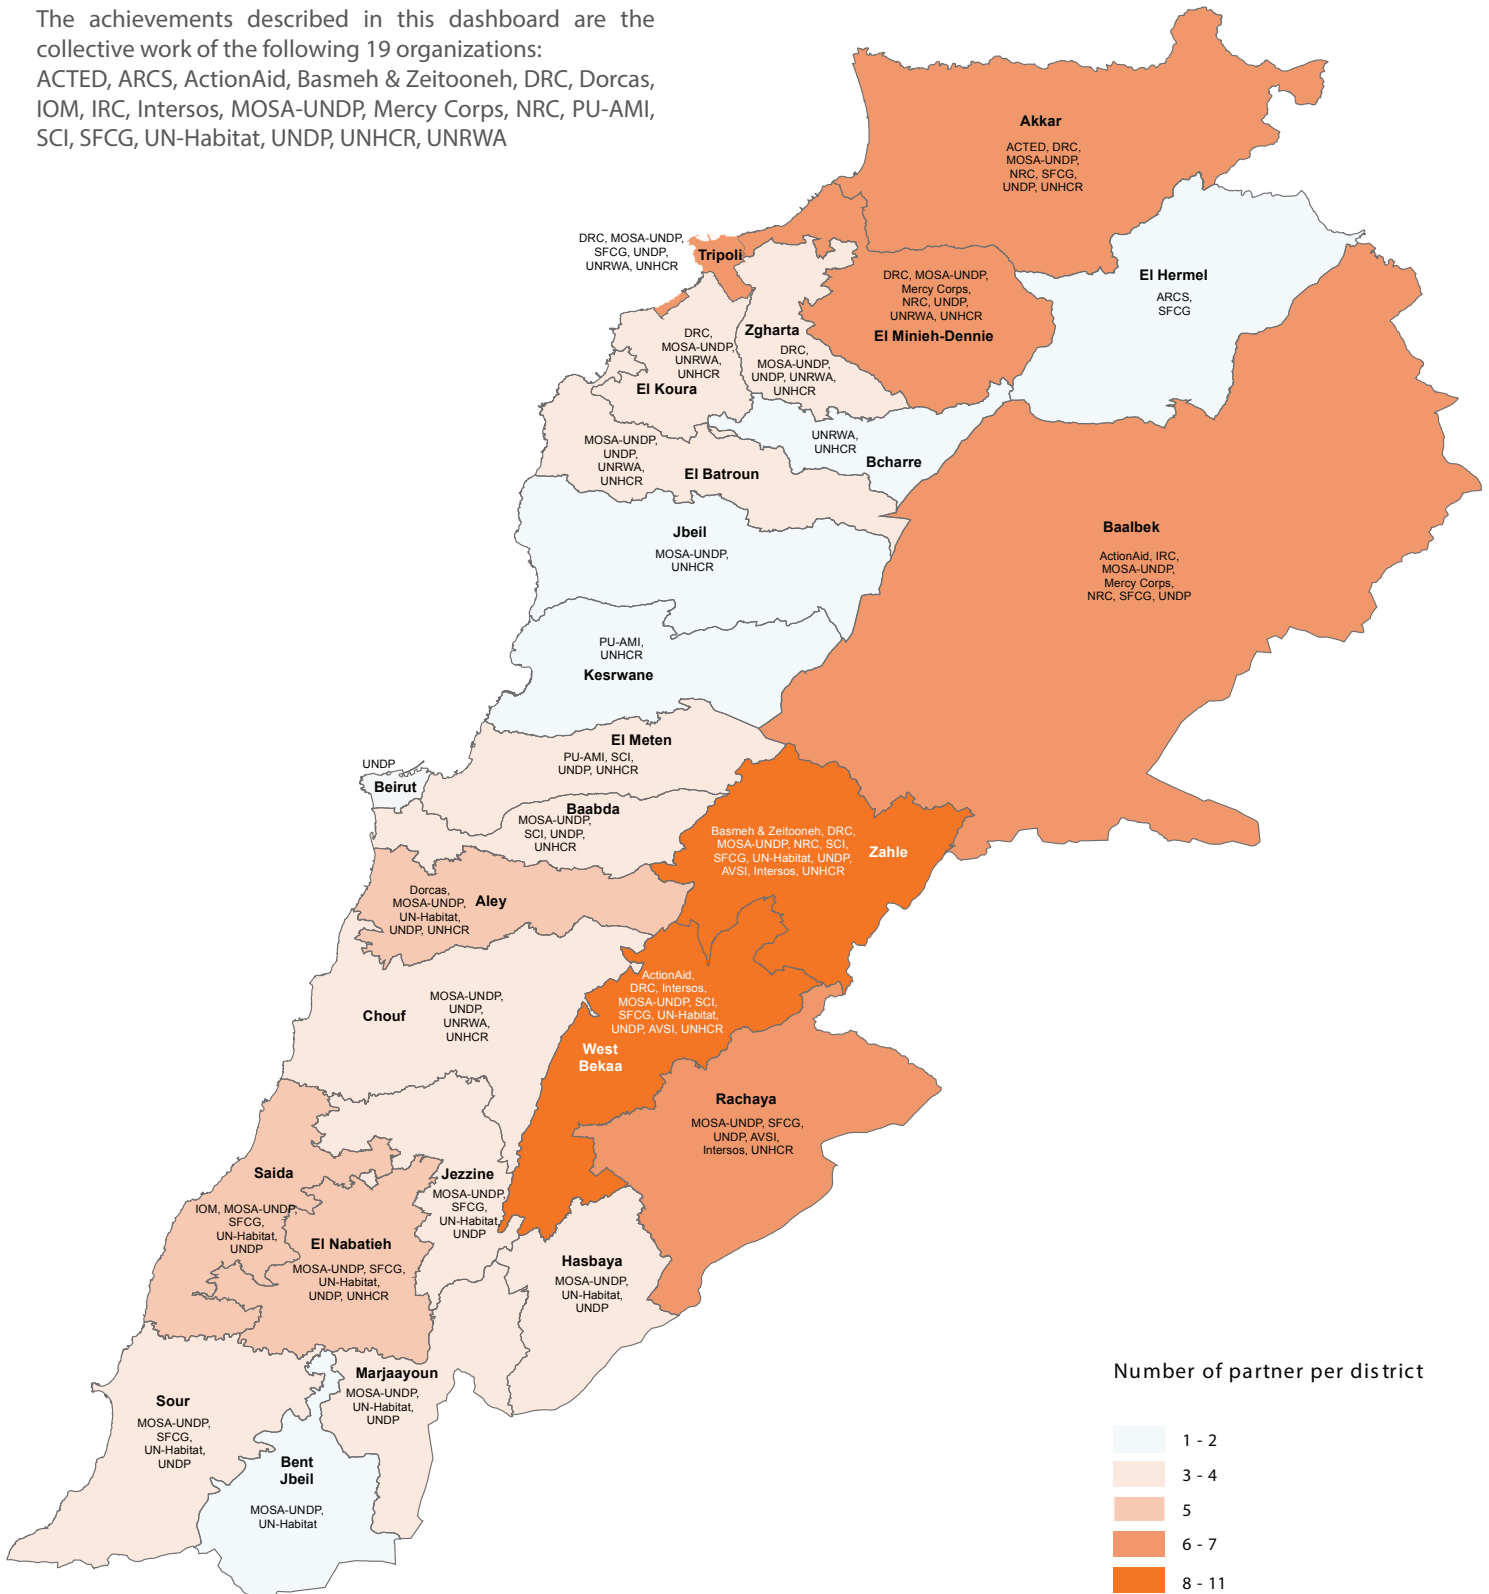 The achievements described in this dashboard are the
collective work of the following 19 organizations:
ACTED, ARCS, ActionAid, Basmeh & Zeitooneh, DRC, Dorcas,
IOM, IRC, Intersos, MOSA-UNDP, Mercy Corps, NRC, PU-AMI,
SCI, SFCG, UN-Habitat, UNDP, UNHCR, UNRWA
Akkar
ACTED, DRC,
MOSA-UNDP,
NRC, SFCG,
UNDP, UNHCR
DRC, MOSA-UNDP,
SFCG, UNDP,
UNRWA, UNHCR
Tripoli
El Hermel
ARCS,
SFCG
DRC, MOSA-UNDP,
Mercy Corps,
NRC, UNDP,
UNRWA, UNHCR
El Minieh-Dennie
Zgharta
DRC,
MOSA-UNDP,
UNDP, UNRWA,
UNHCR
DRC,
MOSA-UNDP,
UNRWA,
UNHCR
El Koura
UNRWA,
UNHCR
Bcharre
MOSA-UNDP,
UNDP,
UNRWA,
UNHCR
El Batroun
Jbeil
MOSA-UNDP,
UNHCR
Baalbek
ActionAid, IRC,
MOSA-UNDP,
Mercy Corps,
NRC, SFCG, UNDP
PU-AMI,
UNHCR
Kesrwane
El Meten
PU-AMI, SCI,
UNDP, UNHCR
UNDP
Beirut
Baabda
MOSA-UNDP,
SCI, UNDP,
UNHCR
Basmeh & Zeitooneh, DRC,
MOSA-UNDP, NRC, SCI,
SFCG, UN-Habitat, UNDP,
AVSI, Intersos, UNHCR
Zahle
Dorcas,
MOSA-UNDP,
UN-Habitat,
UNDP, UNHCR
Aley
ActionAid,
DRC, Intersos,
MOSA-UNDP, SCI,
SFCG, UN-Habitat,
UNDP, AVSI, UNHCR
West
Bekaa
Chouf
MOSA-UNDP,
UNDP,
UNRWA,
UNHCR
Rachaya
MOSA-UNDP, SFCG,
UNDP, AVSI,
Intersos, UNHCR
Saida
IOM, MOSA-UNDP,
SFCG,
UN-Habitat,
UNDP
Jezzine
MOSA-UNDP,
SFCG,
UN-Habitat,
UNDP
El Nabatieh
MOSA-UNDP, SFCG,
UN-Habitat,
UNDP, UNHCR
Hasbaya
MOSA-UNDP,
UN-Habitat,
UNDP
Marjaayoun
MOSA-UNDP,
UN-Habitat,
UNDP
Sour
MOSA-UNDP,
SFCG,
UN-Habitat,
UNDP
Bent
Jbeil
MOSA-UNDP,
UN-Habitat
Number of partner per district
1 - 2
3 - 4
5
6 - 7
8 - 11